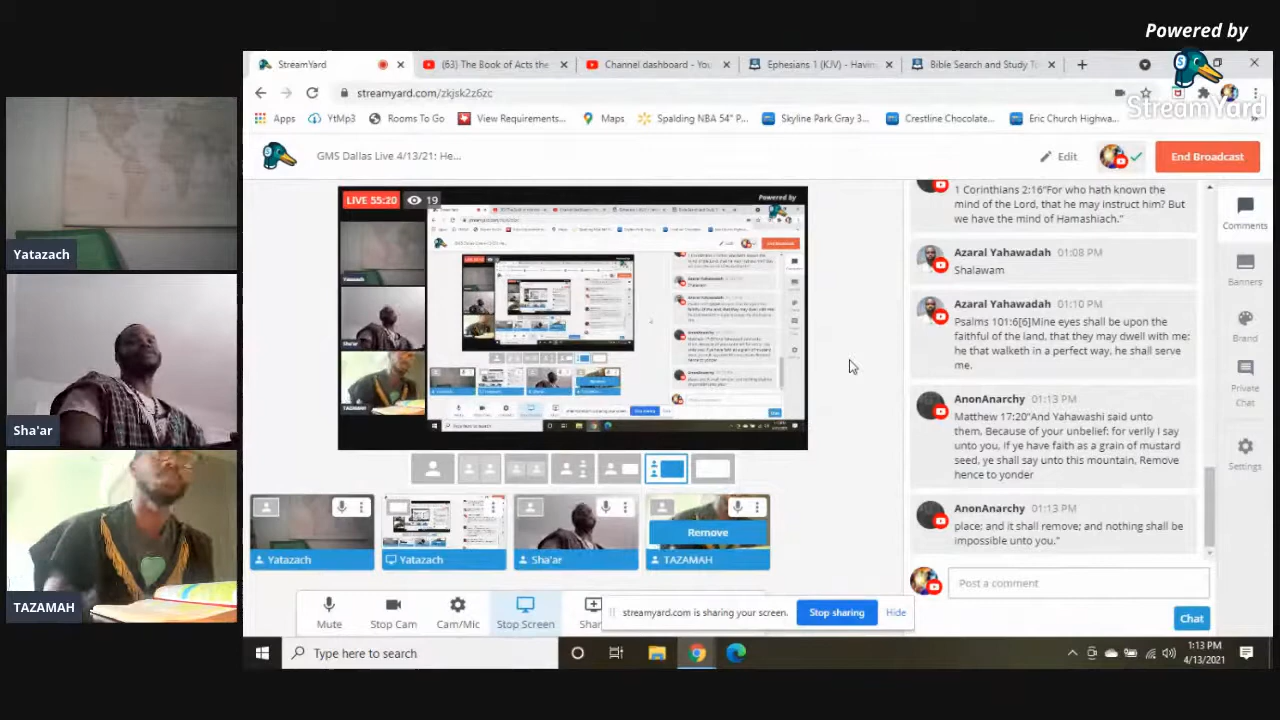 Powered by
StreamYard
StreamYard
(63) The Book of Acts the
Channel dashboard - You
Ephesians 1 (KJV) - Havin
Bible Search and Study To
streamyard.com/zkjsk2z6zc
Apps
YtMp3
Rooms To Go
View Requirements...
Maps
Spalding NBA 54" P...
Skyline Park Gray 3...
Crestline Chocolate...
Eric Church Highwa...
GMS Dallas Live 4/13/21: He...
Edit
End Broadcast
Yatazach
Sha'ar
TAZAMAH
LIVE 55:20
19
Powered by
Yatazach
Sha'ar
TAZAMAH
Yatazach
Yatazach
Sha'ar
Remove
TAZAMAH
Mute
Stop Cam
Cam/Mic
Stop Screen
Shar
streamyard.com is sharing your screen.
Stop sharing
Hide
1 Corinthians 2:16"For who hath known the
mind of the Lord, that he may instruct him? But
we have the mind of Hamashiach."
Azaral Yahawadah 01:08 PM
Shalawam
Azaral Yahawadah 01:10 PM
Psalms 101:6[6]Mine eyes shall be upon the
faithful of the land, that they may dwell with me:
he that walketh in a perfect way, he shall serve
me.
AnonAnarchy 01:13 PM
Matthew 17:20"And Yahawashi said unto
them, Because of your unbelief: for verily I say
unto you, If ye have faith as a grain of mustard
seed, ye shall say unto this mountain, Remove
hence to yonder
AnonAnarchy 01:13 PM
place; and it shall remove; and nothing shall be
impossible unto you."
Post a comment
Chat
Comments
Banners
Brand
Private
Chat
Settings
Type here to search
1:13 PM
4/13/2021